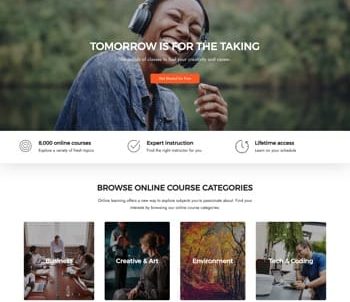 TOMORROW IS FOR THE TAKING
of classes to find your creativity and career.
Get Started for Free
8,000 online courses
Explore a variety of fresh topics
Expert instruction
Find the right instructor for you
Lifetime access
Learn on your schedule
BROWSE ONLINE COURSE CATEGORIES
Online learning offers a new way to explore subjects you're passionate about. Find your
interests by browsing our online course categories:
Business
Creative & Art
Environment
Tech & Coding